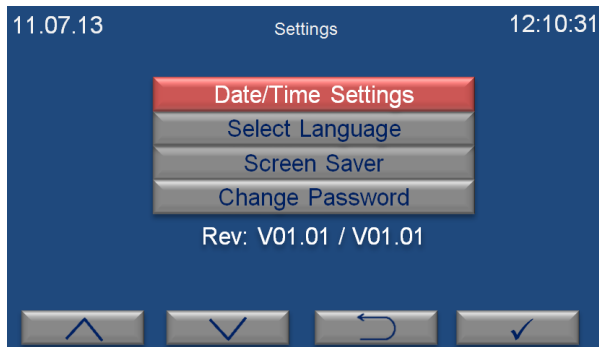 11.07.13 Settings 12:10:31
Date/Time Settings
Select Language
Screen Saver
Change Password
Rev: V01.01 / V01.01